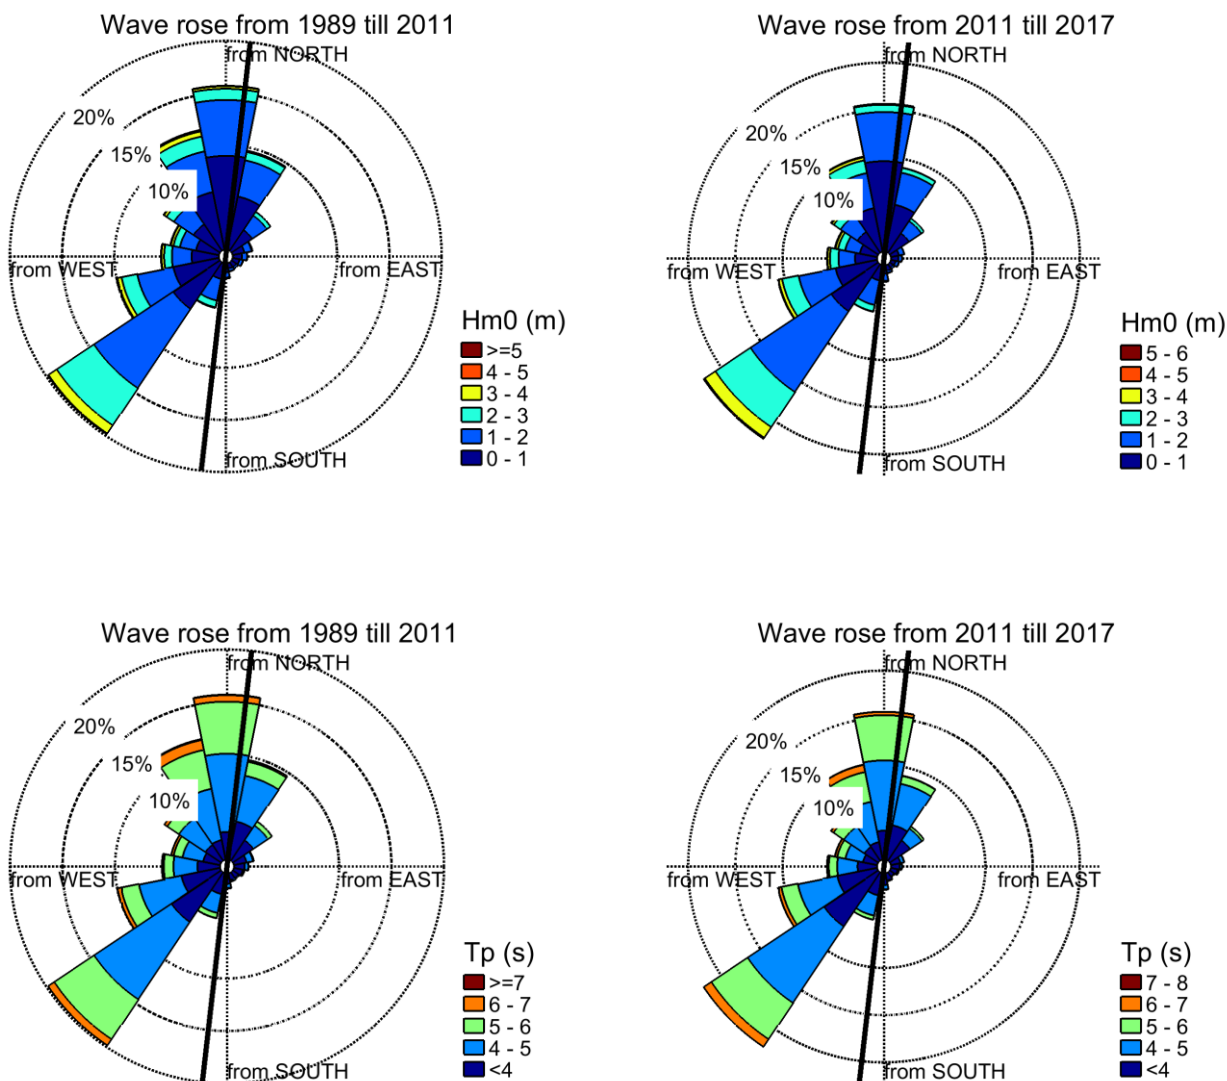 Wave rose from 1989 till 2011
from NORTH
20%
15%
10%
from WEST
from EAST
from SOUTH
Hm0 (m)
>=5
4 - 5
3 - 4
2 - 3
1 - 2
0 - 1
Wave rose from 2011 till 2017
from NORTH
20%
15%
10%
from WEST
from EAST
from SOUTH
Hm0 (m)
5 - 6
4 - 5
3 - 4
2 - 3
1 - 2
0 - 1
Wave rose from 1989 till 2011
from NORTH
20%
15%
10%
from WEST
from EAST
from SOUTH
Tp (s)
>=7
6 - 7
5 - 6
4 - 5
<4
Wave rose from 2011 till 2017
from NORTH
20%
15%
10%
from WEST
from EAST
from SOUTH
Tp (s)
7 - 8
6 - 7
5 - 6
4 - 5
<4